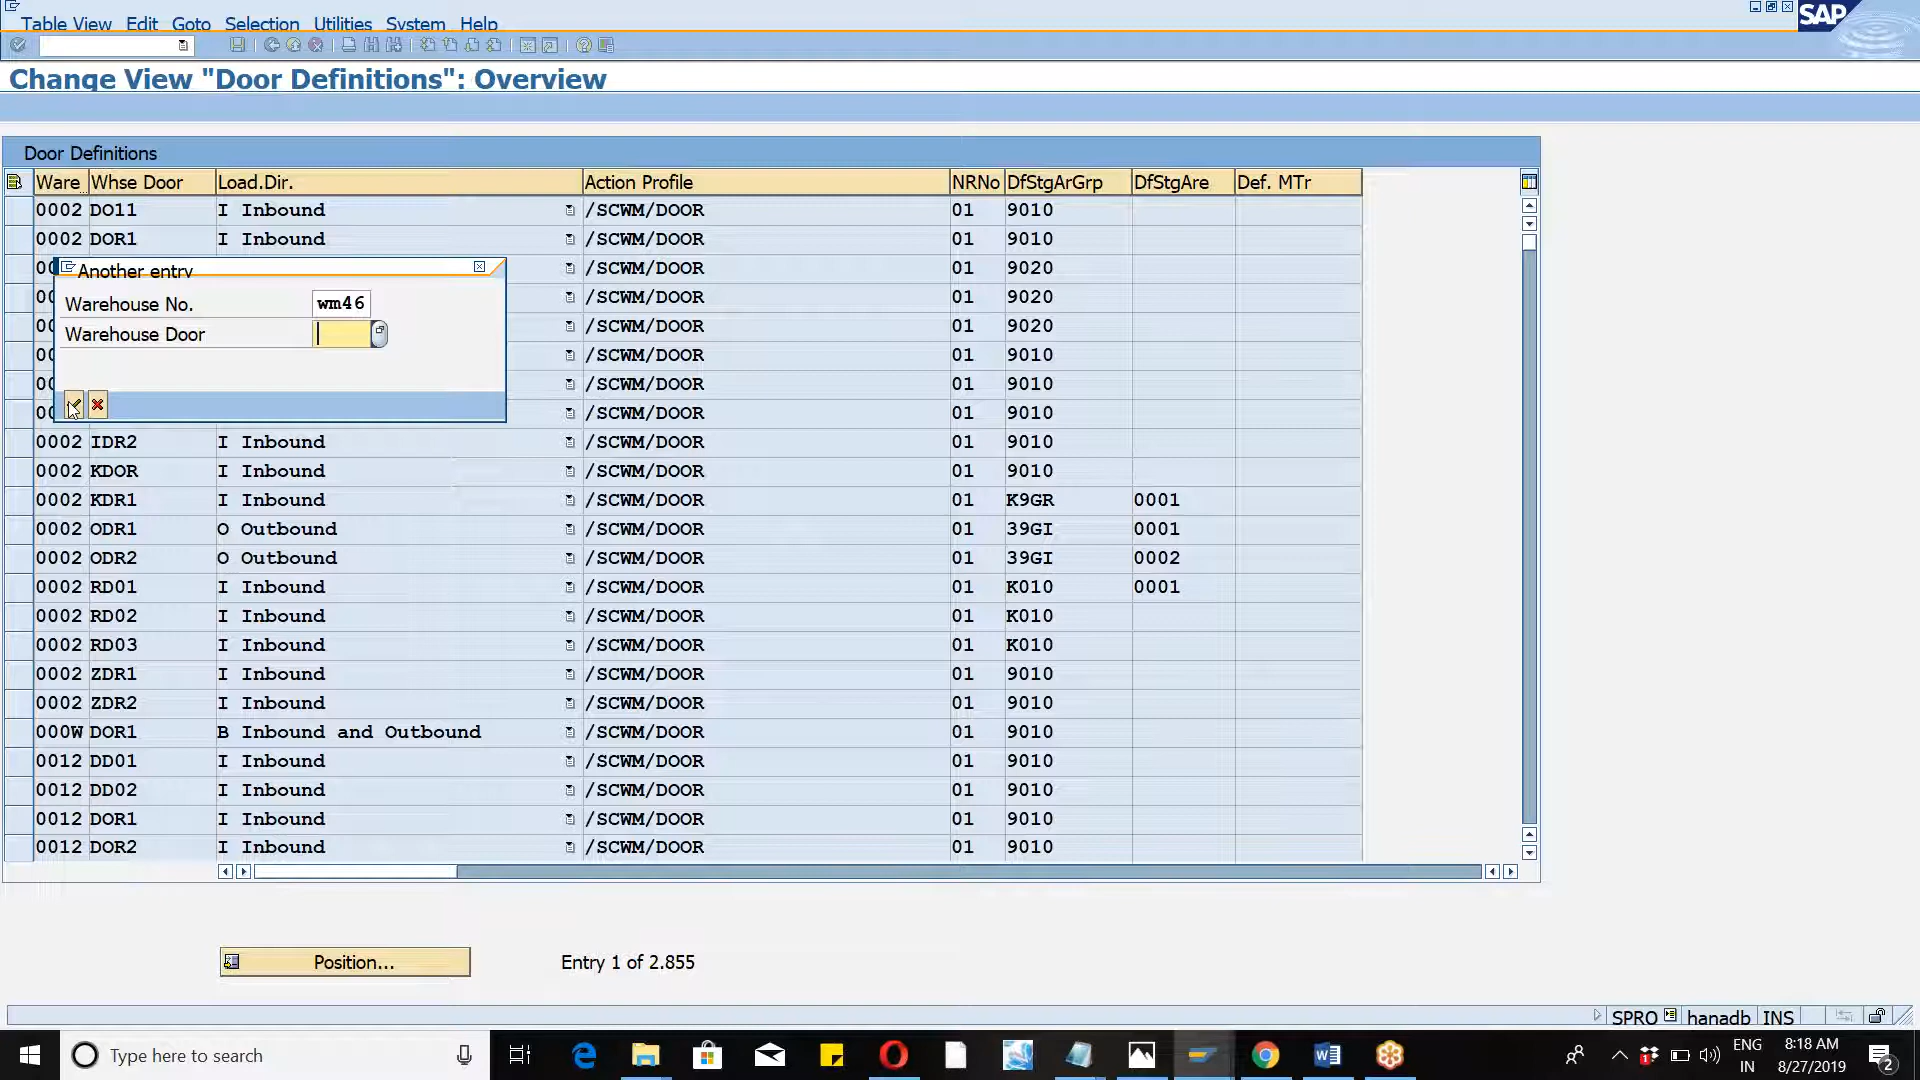 Table View Edit Goto Selection Utilities System Help
SAP
Change View "Door Definitions": Overview
Door Definitions
Ware Whse Door Load.Dir. Action Profile NRNo DfStgArGrp DfStgAre Def. MTr
0002 DO11 I Inbound /SCWM/DOOR 01 9010
0002 DOR1 I Inbound /SCWM/DOOR 01 9010
/SCWM/DOOR 01 9020
/SCWM/DOOR 01 9020
/SCWM/DOOR 01 9020
/SCWM/DOOR 01 9010
/SCWM/DOOR 01 9010
/SCWM/DOOR 01 9010
Another entry
Warehouse No. wm46
Warehouse Door
0002 IDR2 I Inbound /SCWM/DOOR 01 9010
0002 KDOR I Inbound /SCWM/DOOR 01 9010
0002 KDR1 I Inbound /SCWM/DOOR 01 K9GR 0001
0002 ODR1 O Outbound /SCWM/DOOR 01 39GI 0001
0002 ODR2 O Outbound /SCWM/DOOR 01 39GI 0002
0002 RD01 I Inbound /SCWM/DOOR 01 K010 0001
0002 RD02 I Inbound /SCWM/DOOR 01 K010
0002 RD03 I Inbound /SCWM/DOOR 01 K010
0002 ZDR1 I Inbound /SCWM/DOOR 01 9010
0002 ZDR2 I Inbound /SCWM/DOOR 01 9010
000W DOR1 B Inbound and Outbound /SCWM/DOOR 01 9010
0012 DD01 I Inbound /SCWM/DOOR 01 9010
0012 DD02 I Inbound /SCWM/DOOR 01 9010
0012 DOR1 I Inbound /SCWM/DOOR 01 9010
0012 DOR2 I Inbound /SCWM/DOOR 01 9010
Position... Entry 1 of 2.855
SPRO hanadb INS
Type here to search
ENG 8:18 AM
IN 8/27/2019 2